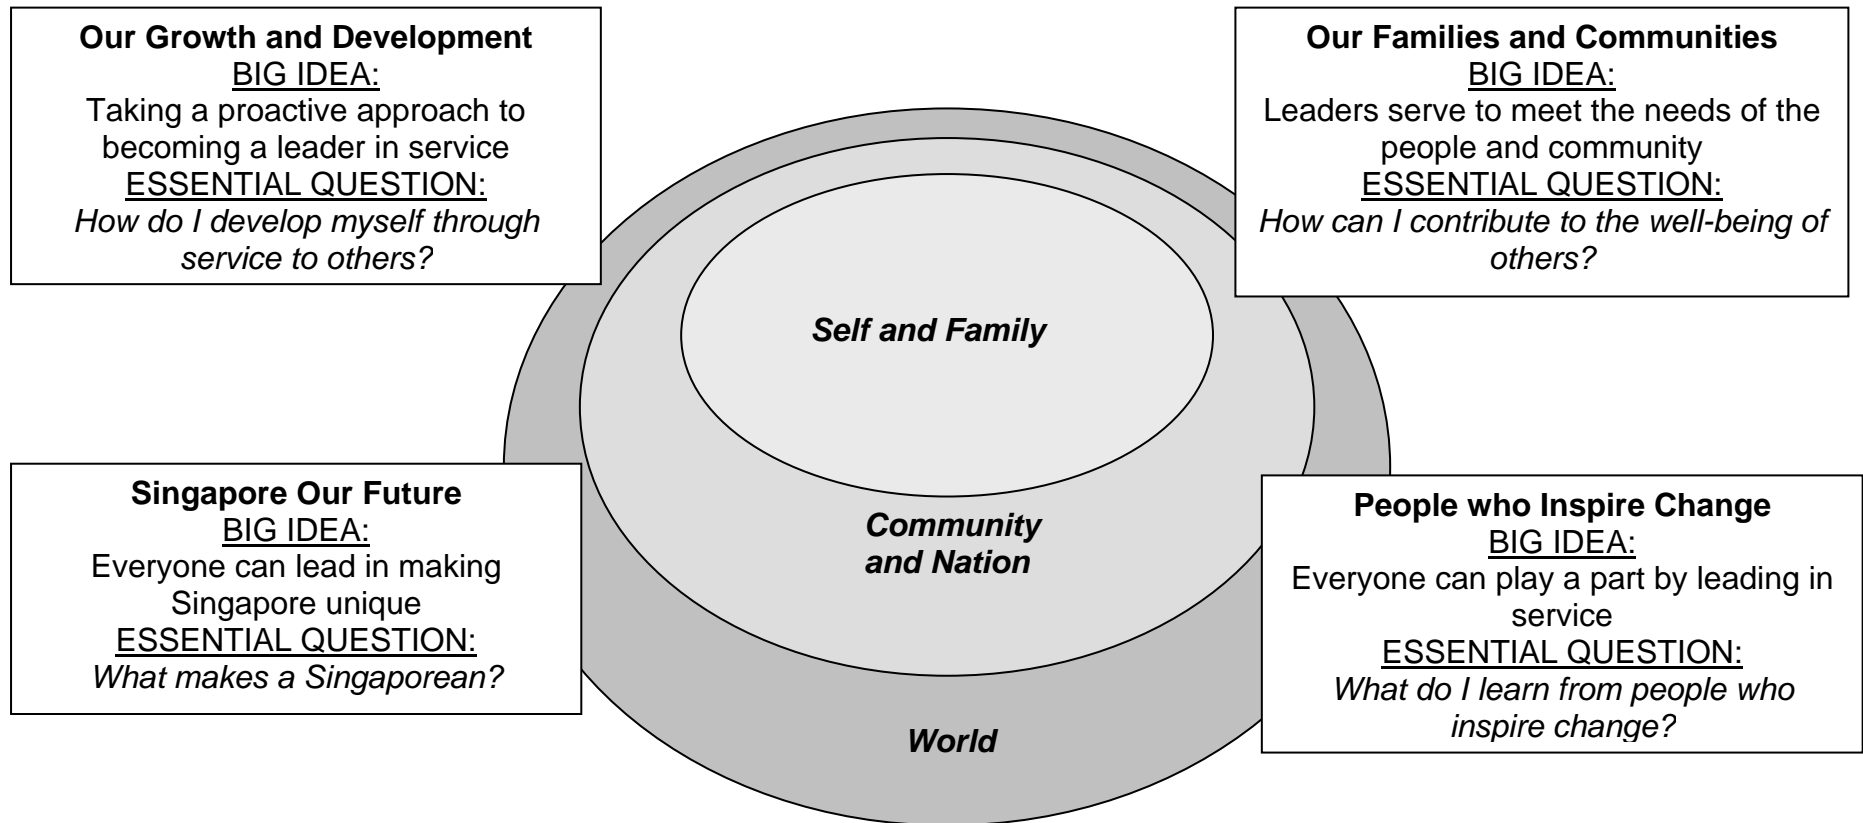 Our Growth and Development
BIG IDEA:
Taking a proactive approach to
becoming a leader in service
ESSENTIAL QUESTION:
How do I develop myself through
service to others?
Our Families and Communities
BIG IDEA:
Leaders serve to meet the needs of the
people and community
ESSENTIAL QUESTION:
How can I contribute to the well-being of
others?
Self and Family
Community
and Nation
World
Singapore Our Future
BIG IDEA:
Everyone can lead in making
Singapore unique
ESSENTIAL QUESTION:
What makes a Singaporean?
People who Inspire Change
BIG IDEA:
Everyone can play a part by leading in
service
ESSENTIAL QUESTION:
What do I learn from people who
inspire change?